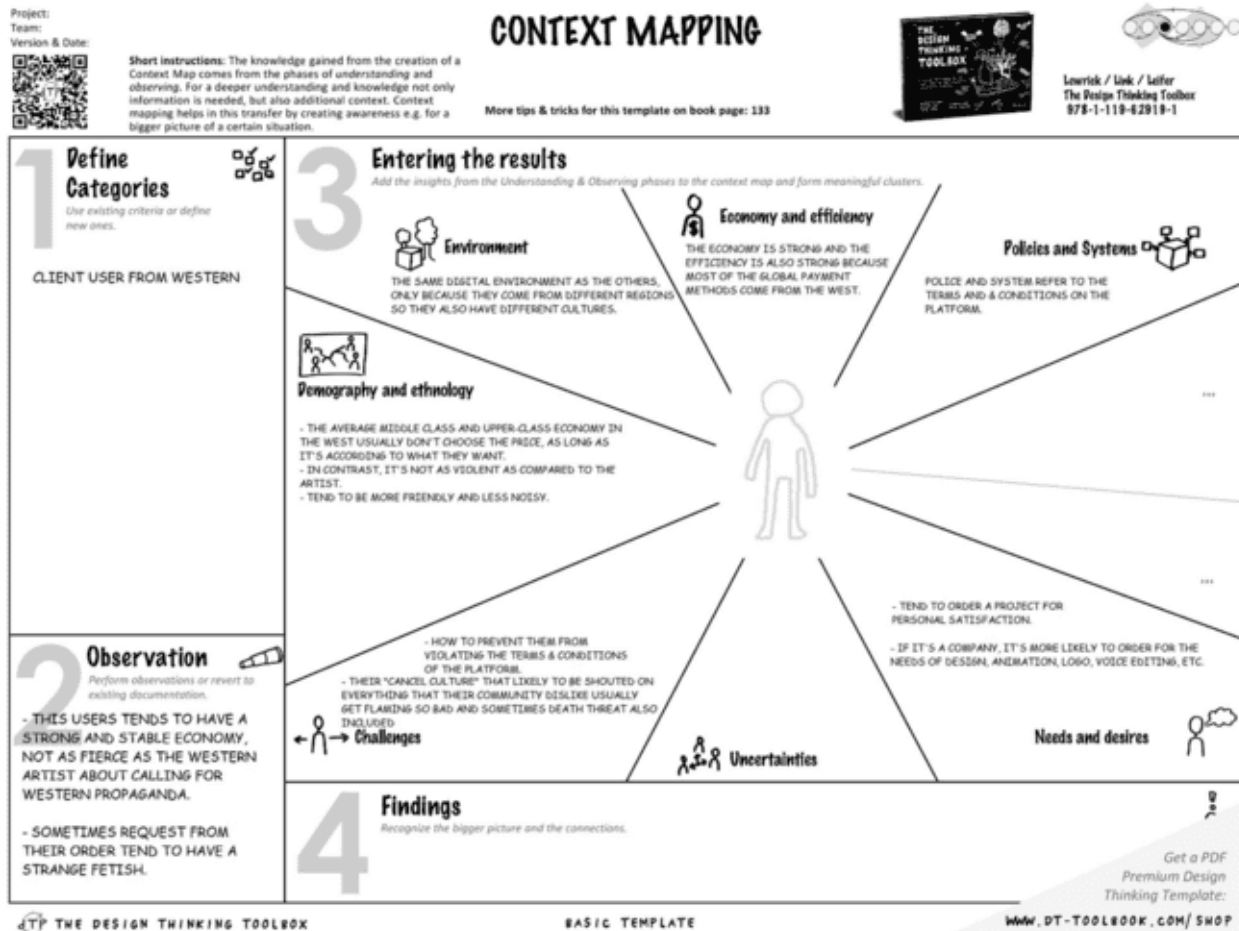 Project:
Team:
Version & Date:
CONTEXT MAPPING
Short instructions: The knowledge gained from the creation of a
Context Map comes from the phases of understanding and
observing. For a deeper understanding and knowledge not only
information is needed, but also additional context. Context
mapping helps in this transfer by creating awareness e.g. for a
bigger picture of a certain situation.
More tips & tricks for this template on book page: 133
THE
DESIGN
THINKING
TOOLBOX
Lewrick / Link / Leifer
The Design Thinking Toolbox
978-1-119-62919-1
1 Define
Categories
Use existing criteria or define
new ones.
CLIENT USER FROM WESTERN
2 Observation
Perform observations or revert to
existing documentation.
- THIS USERS TENDS TO HAVE A
STRONG AND STABLE ECONOMY,
NOT AS FIERCE AS THE WESTERN
ARTIST ABOUT CALLING FOR
WESTERN PROPAGANDA.
- SOMETIMES REQUEST FROM
THEIR ORDER TEND TO HAVE A
STRANGE FETISH.
3 Entering the results
Add the insights from the Understanding & Observing phases to the context map and form meaningful clusters.
Environment
THE SAME DIGITAL ENVIRONMENT AS THE OTHERS,
ONLY BECAUSE THEY COME FROM DIFFERENT REGIONS
SO THEY ALSO HAVE DIFFERENT CULTURES.
Economy and efficiency
THE ECONOMY IS STRONG AND THE
EFFICIENCY IS ALSO STRONG BECAUSE
MOST OF THE GLOBAL PAYMENT
METHODS COME FROM THE WEST.
Policies and Systems
POLICE AND SYSTEM REFER TO THE
TERMS AND & CONDITIONS ON THE
PLATFORM.
Demography and ethnology
- THE AVERAGE MIDDLE CLASS AND UPPER-CLASS ECONOMY IN
THE WEST USUALLY DON'T CHOOSE THE PRICE, AS LONG AS
IT'S ACCORDING TO WHAT THEY WANT.
- IN CONTRAST, IT'S NOT AS VIOLENT AS COMPARED TO THE
ARTIST.
- TEND TO BE MORE FRIENDLY AND LESS NOISY.
...
...
- HOW TO PREVENT THEM FROM
VIOLATING THE TERMS & CONDITIONS
OF THE PLATFORM.
- THEIR "CANCEL CULTURE" THAT LIKELY TO BE SHOUTED ON
EVERYTHING THAT THEIR COMMUNITY DISLIKE USUALLY
GET FLAMING SO BAD AND SOMETIMES DEATH THREAT ALSO
INCLUDED
Challenges
Uncertainties
- TEND TO ORDER A PROJECT FOR
PERSONAL SATISFACTION.
- IF IT'S A COMPANY, IT'S MORE LIKELY TO ORDER FOR THE
NEEDS OF DESIGN, ANIMATION, LOGO, VOICE EDITING, ETC.
Needs and desires
4 Findings
Recognize the bigger picture and the connections.
Get a PDF
Premium Design
Thinking Template:
DTP THE DESIGN THINKING TOOLBOX
BASIC TEMPLATE
WWW.DT-TOOLBOOK.COM/SHOP